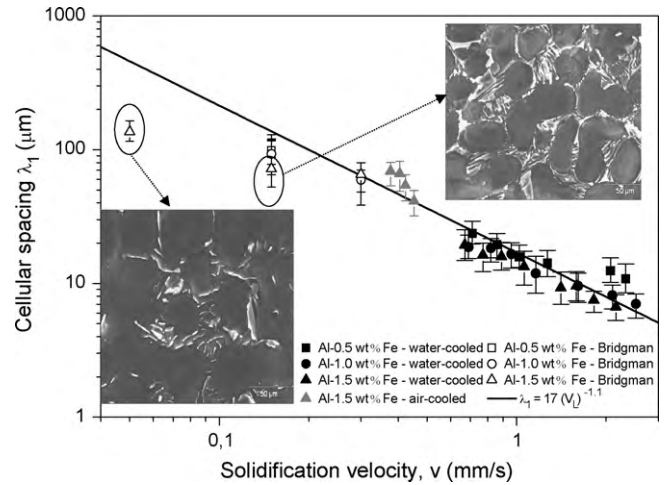 1000
100
10
1
Cellular spacing λ1 (μm)
50 μm
50 μm
■ Al-0.5 wt% Fe - water-cooled □ Al-0.5 wt% Fe - Bridgman
● Al-1.0 wt% Fe - water-cooled ○ Al-1.0 wt% Fe - Bridgman
▲ Al-1.5 wt% Fe - water-cooled △ Al-1.5 wt% Fe - Bridgman
▲ Al-1.5 wt% Fe - air-cooled — λ1 = 17 (VL)^-1.1
0,1 1
Solidification velocity, v (mm/s)